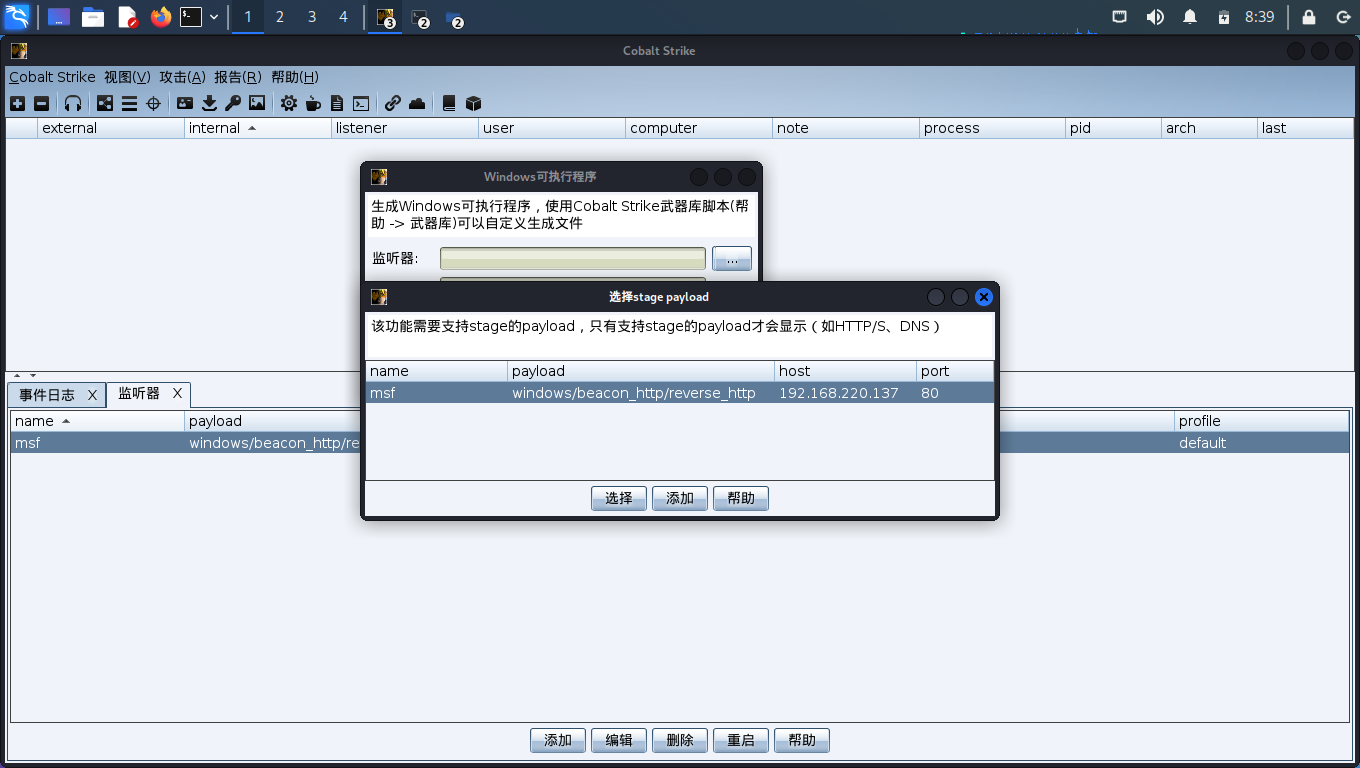 1 2 3 4 3 2 2 8:39
Cobalt Strike
Cobalt Strike 视图(V) 攻击(A) 报告(R) 帮助(H)
external internal listener user computer note process pid arch last
Windows可执行程序
生成Windows可执行程序，使用Cobalt Strike武器库脚本(帮
助 -> 武器库)可以自定义生成文件
监听器: ...
选择stage payload
该功能需要支持stage的payload，只有支持stage的payload才会显示（如HTTP/S、DNS）
name payload host port
msf windows/beacon_http/reverse_http 192.168.220.137 80
选择 添加 帮助
事件日志 X 监听器 X
name payload profile
msf windows/beacon_http/re default
添加 编辑 删除 重启 帮助